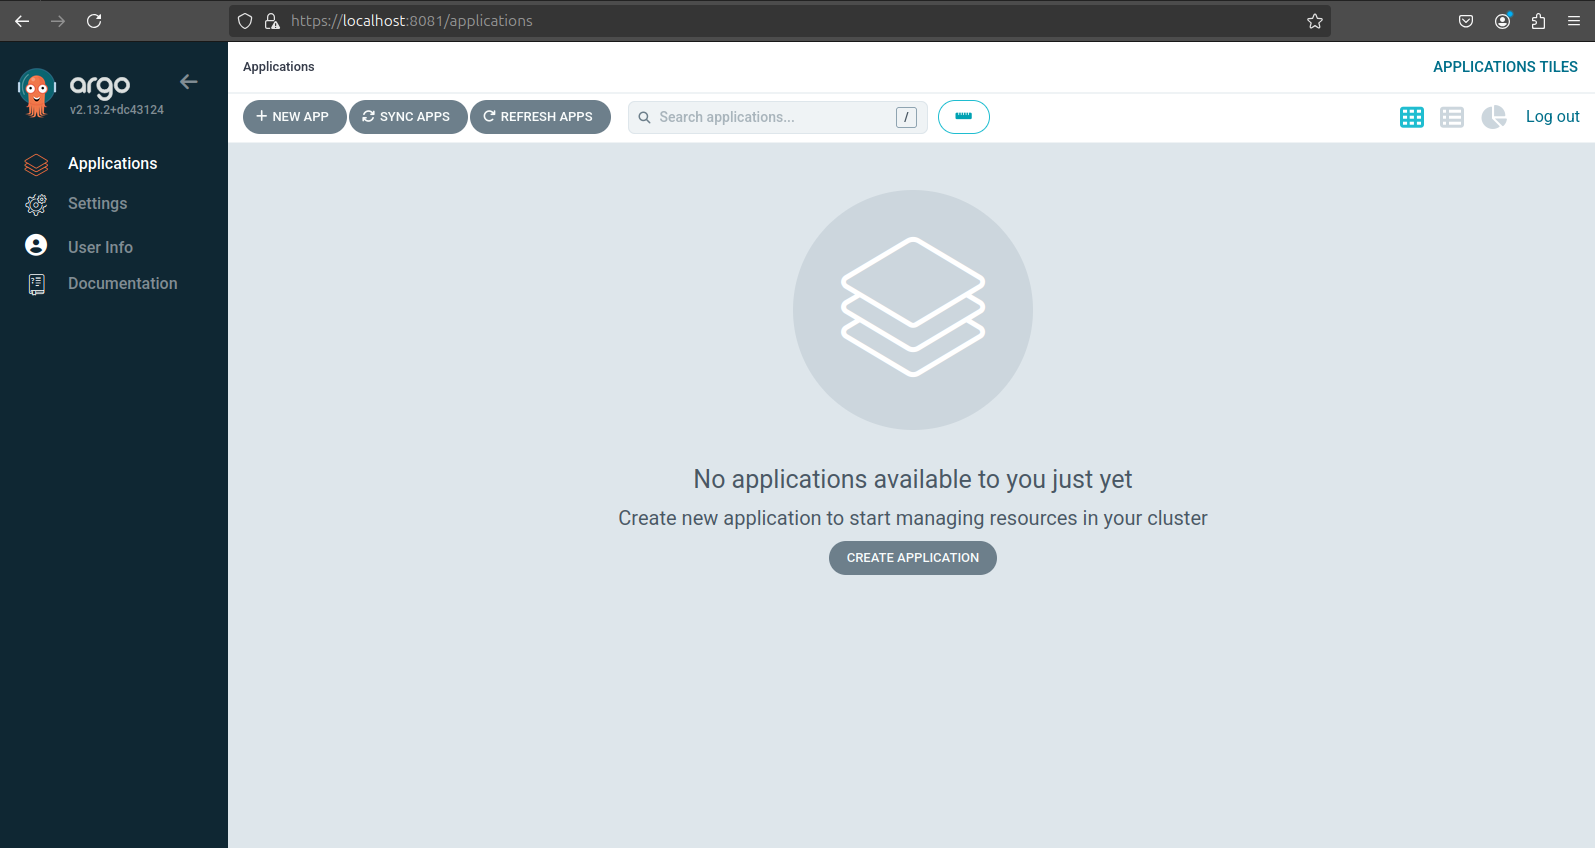 https://localhost:8081/applications
argo
v2.13.2+dc43124
Applications
Settings
User Info
Documentation
Applications
APPLICATIONS TILES
NEW APP
SYNC APPS
REFRESH APPS
Search applications...
/
Log out
No applications available to you just yet
Create new application to start managing resources in your cluster
CREATE APPLICATION